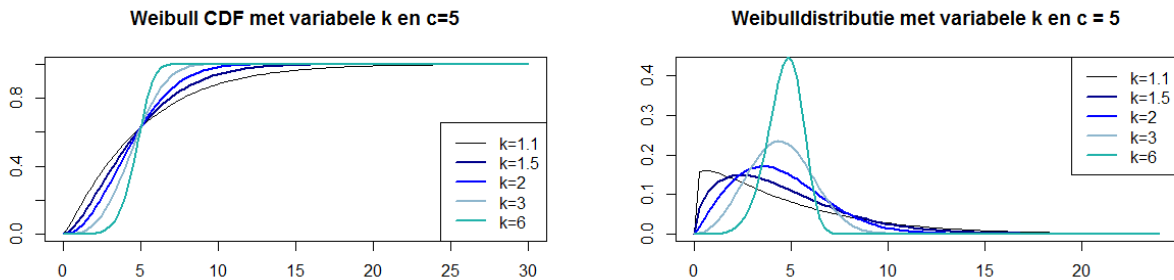 Weibull CDF met variabele k en c=5
0.0
0.4
0.8
0
5
10
15
20
25
30
k=1.1
k=1.5
k=2
k=3
k=6
Weibulldistributie met variabele k en c = 5
0.0
0.1
0.2
0.3
0.4
0
5
10
15
20
k=1.1
k=1.5
k=2
k=3
k=6